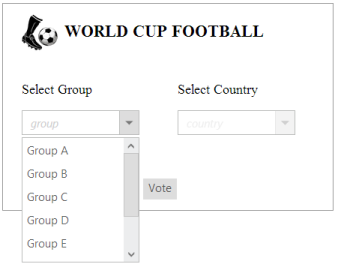 WORLD CUP FOOTBALL
Select Group Select Country
group country
Group A
Group B
Group C
Group D
Group E
Vote